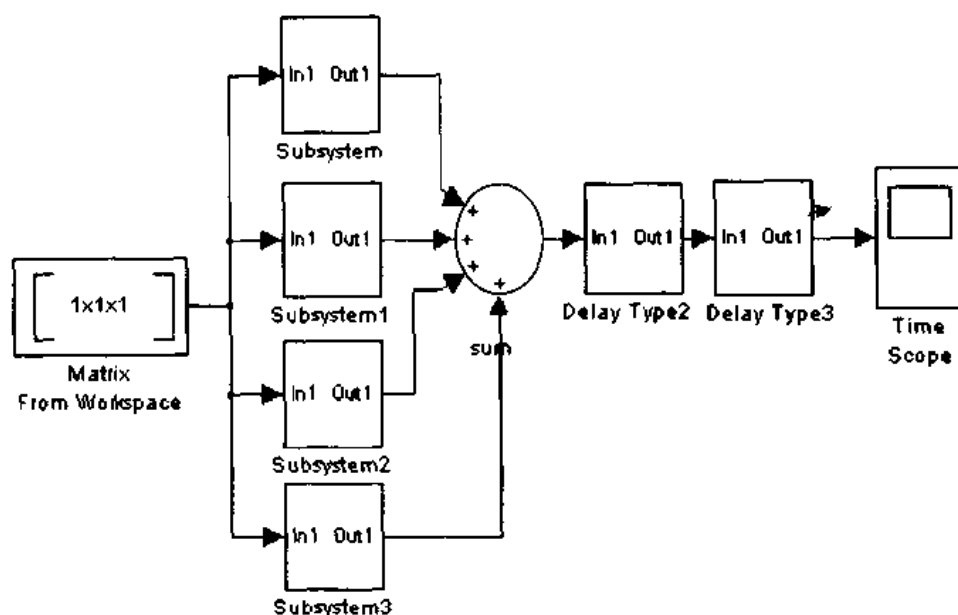 In1 Out1
Subsystem
In1 Out1
Subsystem1
1x1x1
Matrix
From Workspace
In1 Out1
Subsystem2
In1 Out1
Subsystem3
+
+
+
+
sum
In1 Out1
Delay Type2
In1 Out1
Delay Type3
Time
Scope